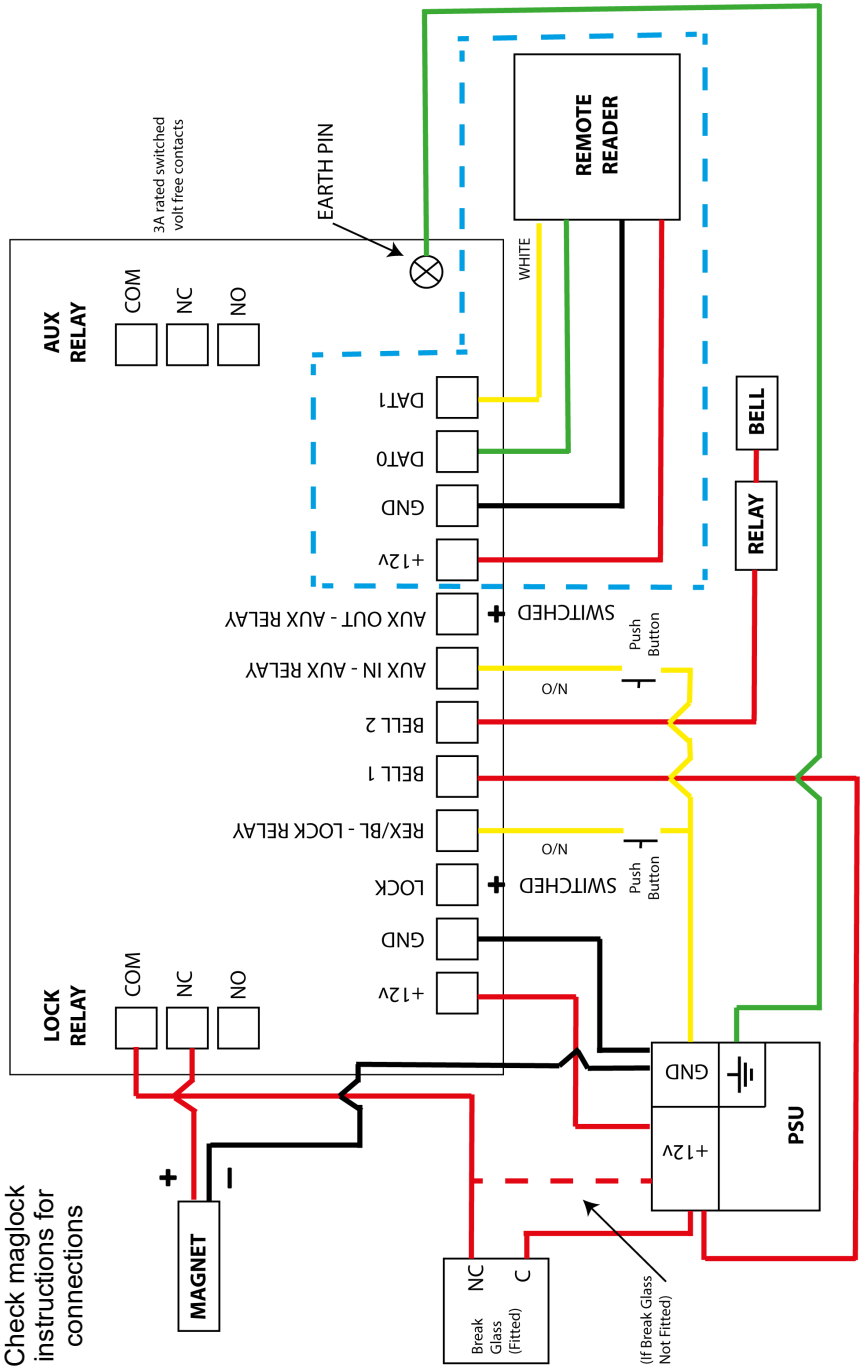 Check maglock
instructions for
connections
MAGNET
+
–
LOCK
RELAY
COM
NC
NO
AUX
RELAY
COM
NC
NO
3A rated switched
volt free contacts
EARTH PIN
+12v
GND
LOCK
REX/BL - LOCK RELAY
BELL 1
BELL 2
AUX IN - AUX RELAY
AUX OUT - AUX RELAY
+12v
GND
DAT0
DAT1
+
SWITCHED
+
SWITCHED
N/O
Push
Button
N/O
Push
Button
WHITE
REMOTE
READER
RELAY
BELL
Break
Glass
(Fitted)
NC
C
(If Break Glass
Not Fitted)
+12v
GND
PSU